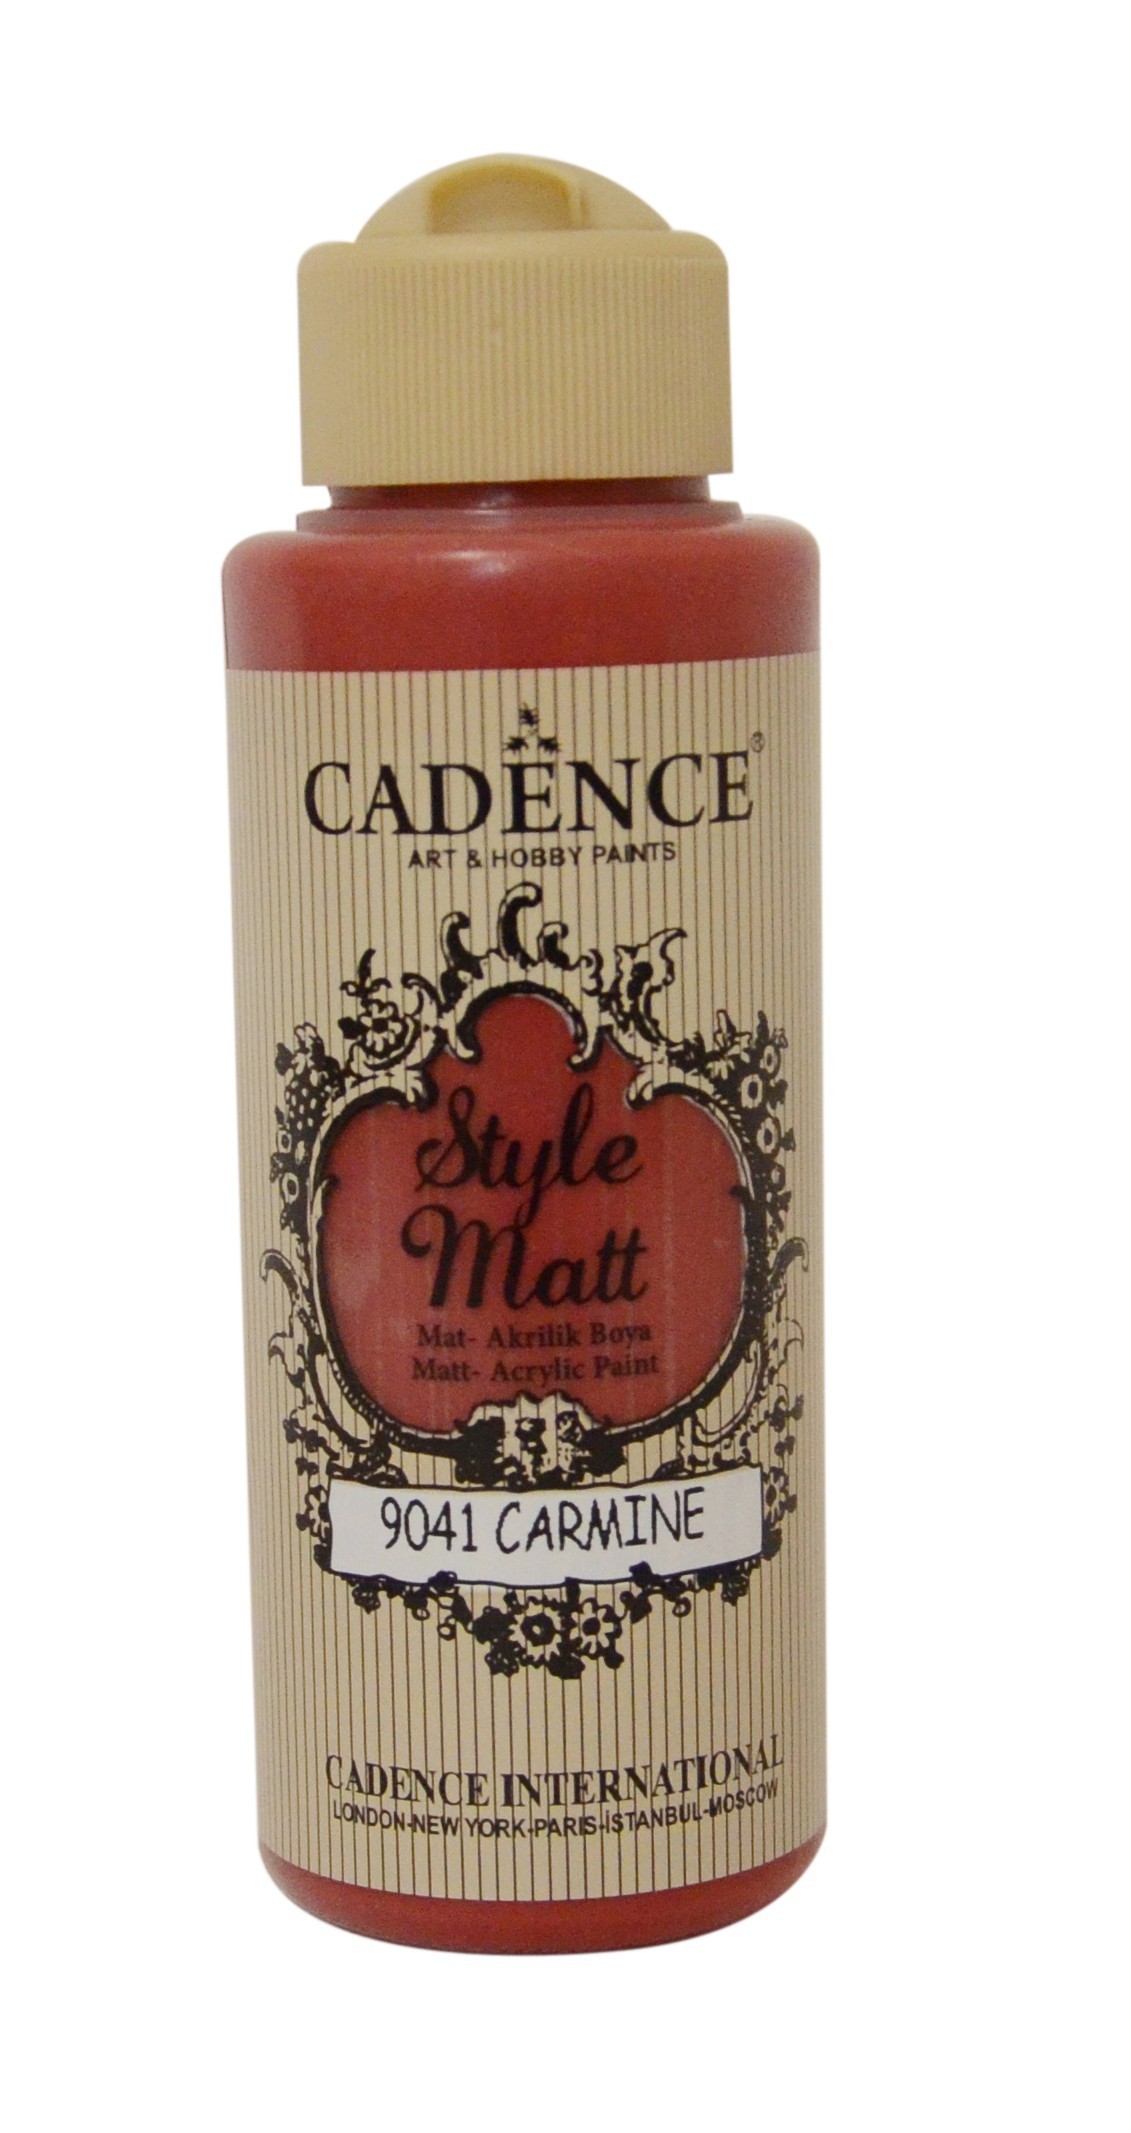 CADENCE®
ART & HOBBY PAINTS
Style
Matt
Mat- Akrilik Boya
Matt- Acrylic Paint
9041 CARMINE
CADENCE INTERNATIONAL
LONDON-NEW YORK-PARIS-İSTANBUL-MOSCOW